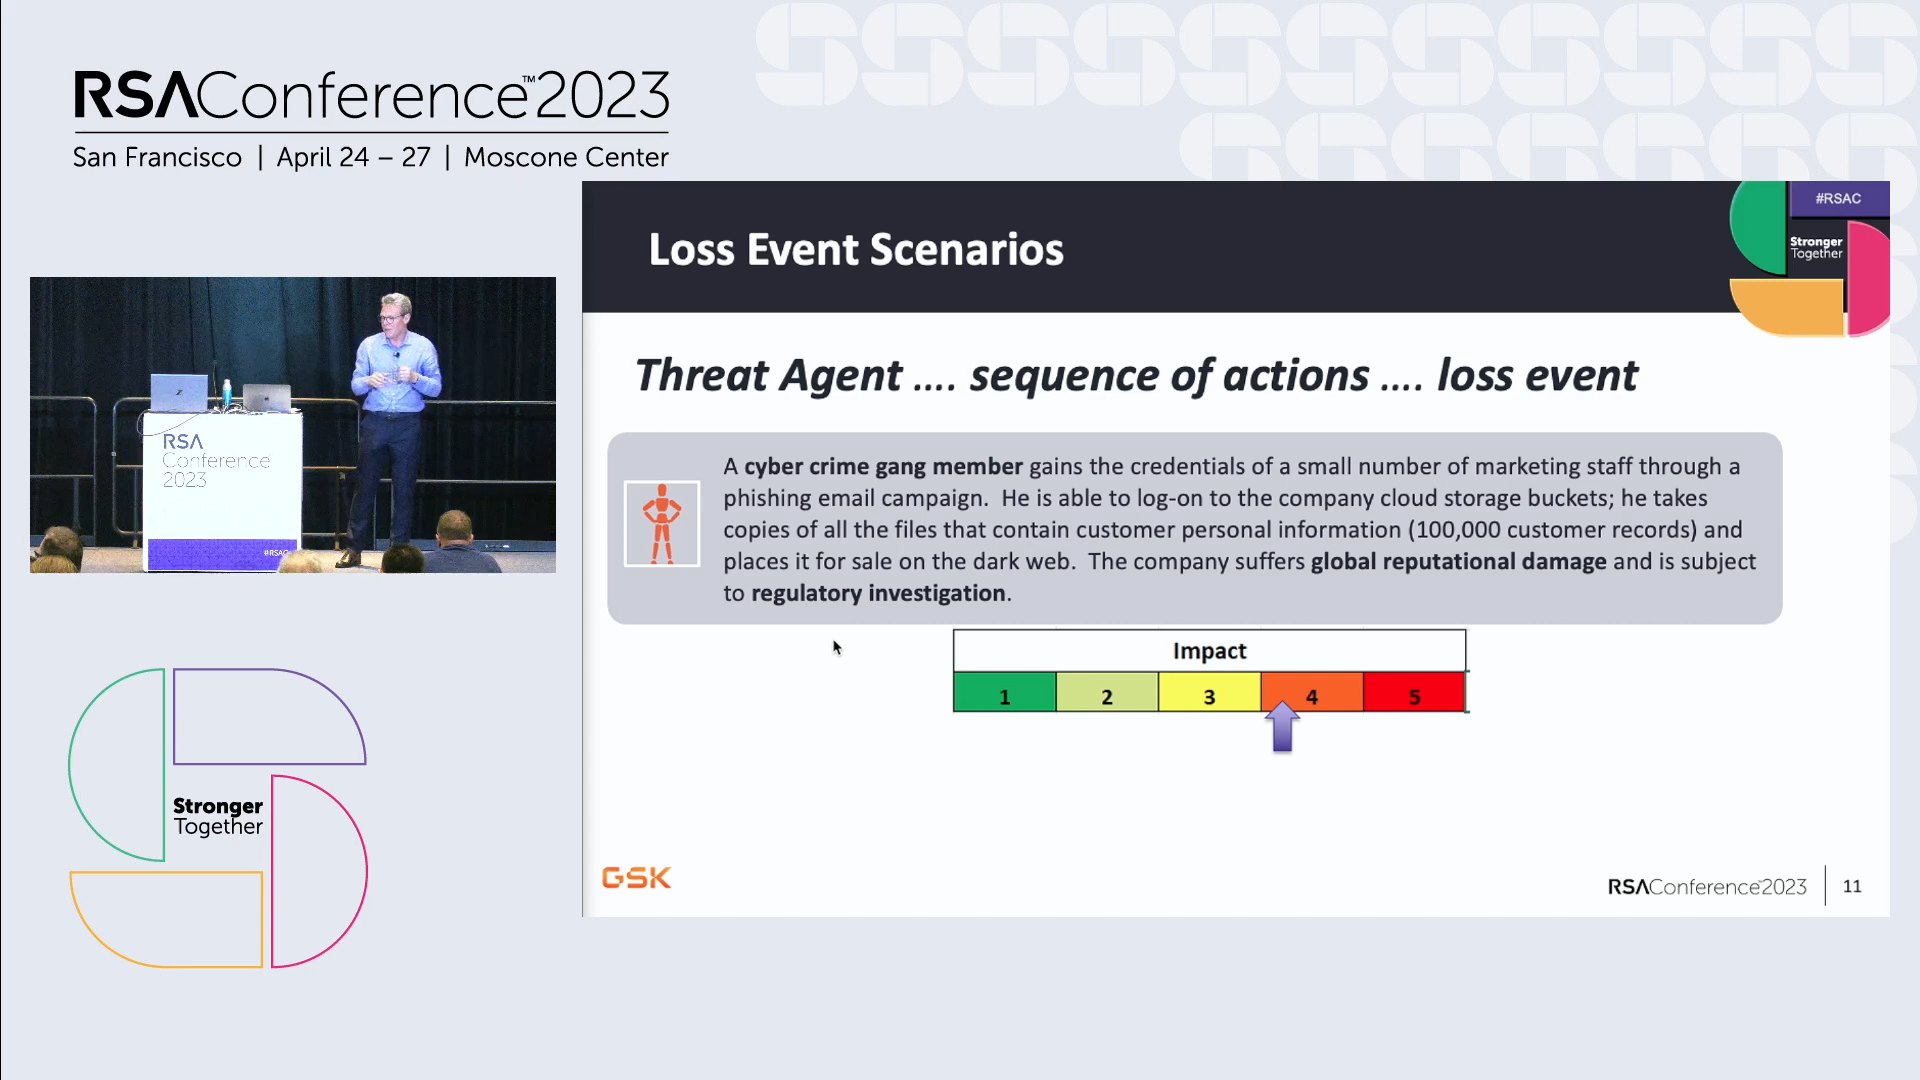 RSAConference™2023
San Francisco | April 24 – 27 | Moscone Center
#RSAC
Stronger
Together
Loss Event Scenarios
Threat Agent .... sequence of actions .... loss event
A cyber crime gang member gains the credentials of a small number of marketing staff through a
phishing email campaign. He is able to log-on to the company cloud storage buckets; he takes
copies of all the files that contain customer personal information (100,000 customer records) and
places it for sale on the dark web. The company suffers global reputational damage and is subject
to regulatory investigation.
Impact
1 2 3 4 5
GSK
RSAConference™2023 | 11
RSA
Conference
2023
#RSAC
Stronger
Together